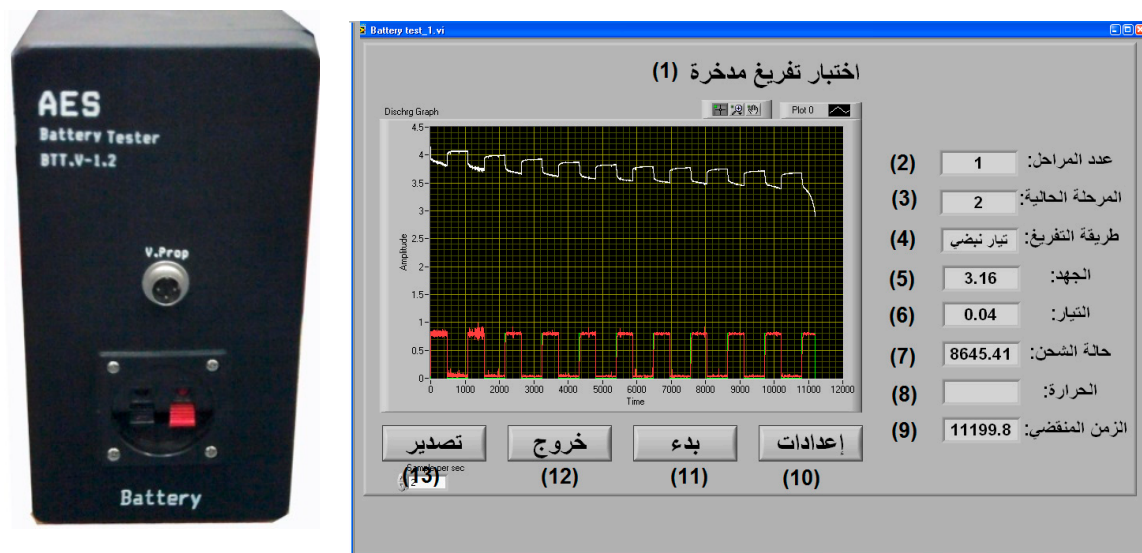 AES
Battery Tester
BTT.V-1.2
V.Prop
Battery
Battery test_1.vi
اختبار تفريغ مدخرة (1)
Dischrg Graph
Plot 0
4.5
4
3.5
3
2.5
2
1.5
1
0.5
0
Amplitude
0 1000 2000 3000 4000 5000 6000 7000 8000 9000 10000 11000 12000
Time
عدد المراحل: 1 (2)
المرحلة الحالية: 2 (3)
طريقة التفريغ: تيار نبضي (4)
الجهد: 3.16 (5)
التيار: 0.04 (6)
حالة الشحن: 8645.41 (7)
الحرارة: (8)
الزمن المنقضي: 11199.8 (9)
إعدادات بدء خروج تصدير
(10) (11) (12) (13)
Sample per sec
2